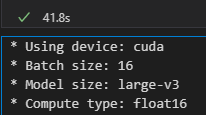 41.8s
* Using device: cuda
* Batch size: 16
* Model size: large-v3
* Compute type: float16